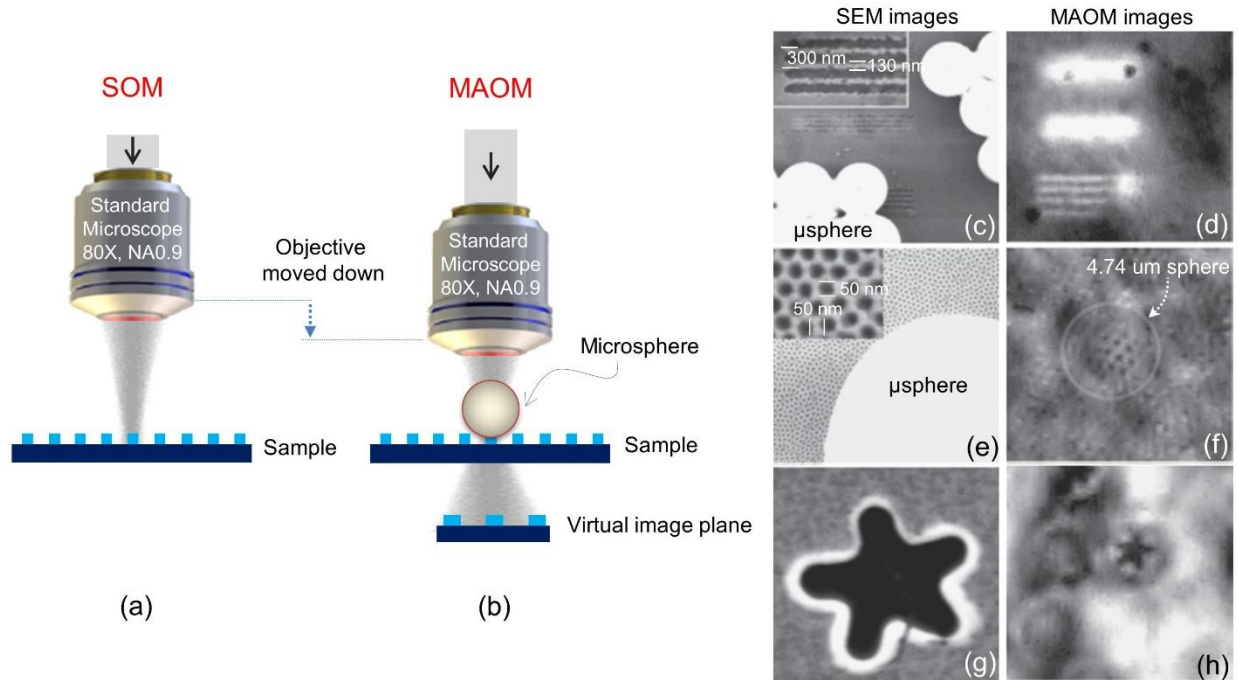 SOM
Standard
Microscope
80X, NA0.9
Sample
(a)
Objective
moved down
MAOM
Standard
Microscope
80X, NA0.9
Microsphere
Sample
Virtual image plane
(b)
SEM images
MAOM images
300 nm
130 nm
µsphere
(c)
(d)
50 nm
50 nm
µsphere
(e)
4.74 um sphere
(f)
(g)
(h)